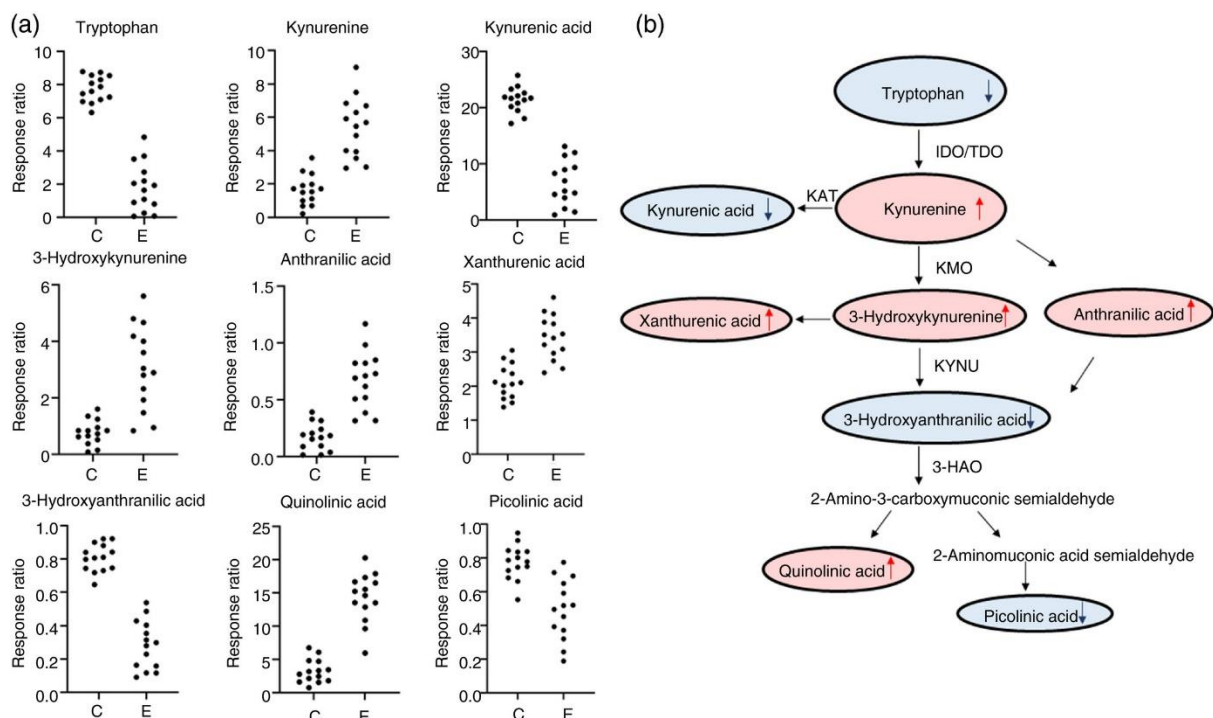 (a)
Tryptophan
Response ratio
10
8
6
4
2
0
C E
Kynurenine
Response ratio
10
8
6
4
2
0
C E
Kynurenic acid
Response ratio
30
20
10
0
C E
3-Hydroxykynurenine
Response ratio
6
4
2
0
C E
Anthranilic acid
Response ratio
1.5
1.0
0.5
0.0
C E
Xanthurenic acid
Response ratio
5
4
3
2
1
0
C E
3-Hydroxyanthranilic acid
Response ratio
1.0
0.8
0.6
0.4
0.2
0.0
C E
Quinolinic acid
Response ratio
25
20
15
10
5
0
C E
Picolinic acid
Response ratio
1.0
0.8
0.6
0.4
0.2
0.0
C E
(b)
Tryptophan
IDO/TDO
KAT
Kynurenic acid
Kynurenine
KMO
Xanthurenic acid
3-Hydroxykynurenine
Anthranilic acid
KYNU
3-Hydroxyanthranilic acid
3-HAO
2-Amino-3-carboxymuconic semialdehyde
Quinolinic acid
2-Aminomuconic acid semialdehyde
Picolinic acid